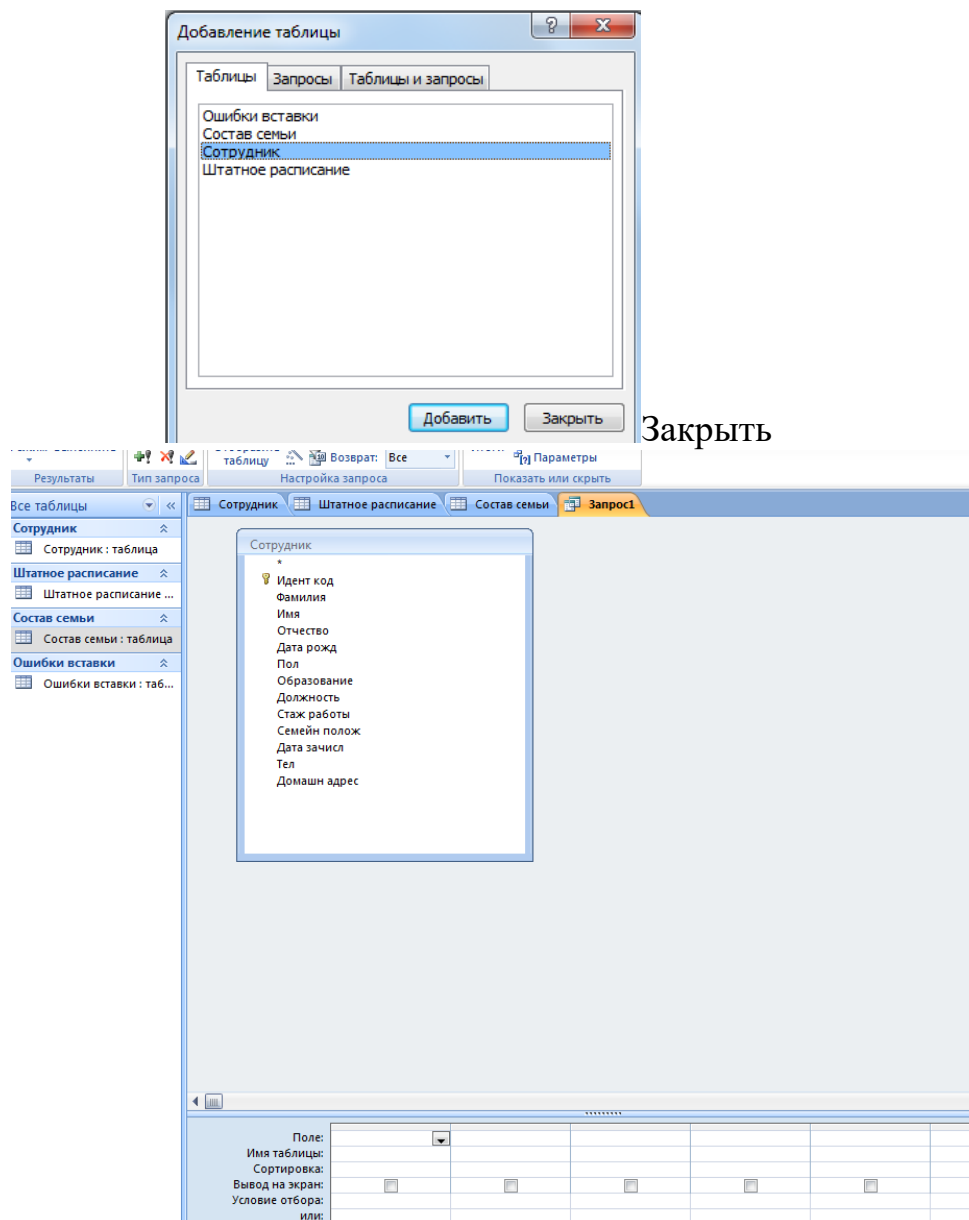 Добавление таблицы
Таблицы Запросы Таблицы и запросы
Ошибки вставки
Состав семьи
Сотрудник
Штатное расписание
Добавить Закрыть
Закрыть
таблицу Возврат: Все Параметры
Результаты Тип запроса Настройка запроса Показать или скрыть
Все таблицы Сотрудник Штатное расписание Состав семьи Запрос1
Сотрудник
Сотрудник : таблица
Штатное расписание
Штатное расписание ...
Состав семьи
Состав семьи : таблица
Ошибки вставки
Ошибки вставки : таб...
Сотрудник
*
Идент код
Фамилия
Имя
Отчество
Дата рожд
Пол
Образование
Должность
Стаж работы
Семейн полож
Дата зачисл
Тел
Домашн адрес
Поле:
Имя таблицы:
Сортировка:
Вывод на экран:
Условие отбора:
или: